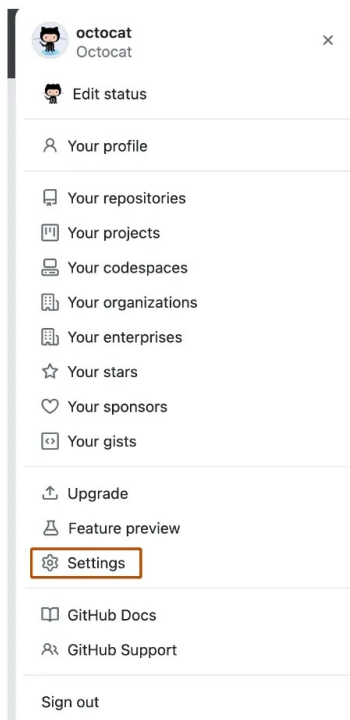 octocat
Octocat
Edit status
Your profile
Your repositories
Your projects
Your codespaces
Your organizations
Your enterprises
Your stars
Your sponsors
Your gists
Upgrade
Feature preview
Settings
GitHub Docs
GitHub Support
Sign out